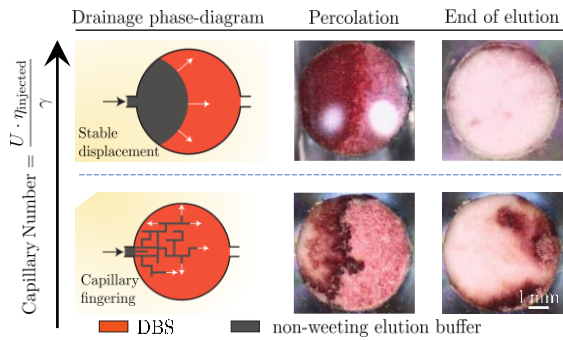 Drainage phase-diagram
Percolation
End of elution
Capillary Number = U · ηinjected / γ
Stable
displacement
Capillary
fingering
1 mm
DBS
non-weeting elution buffer